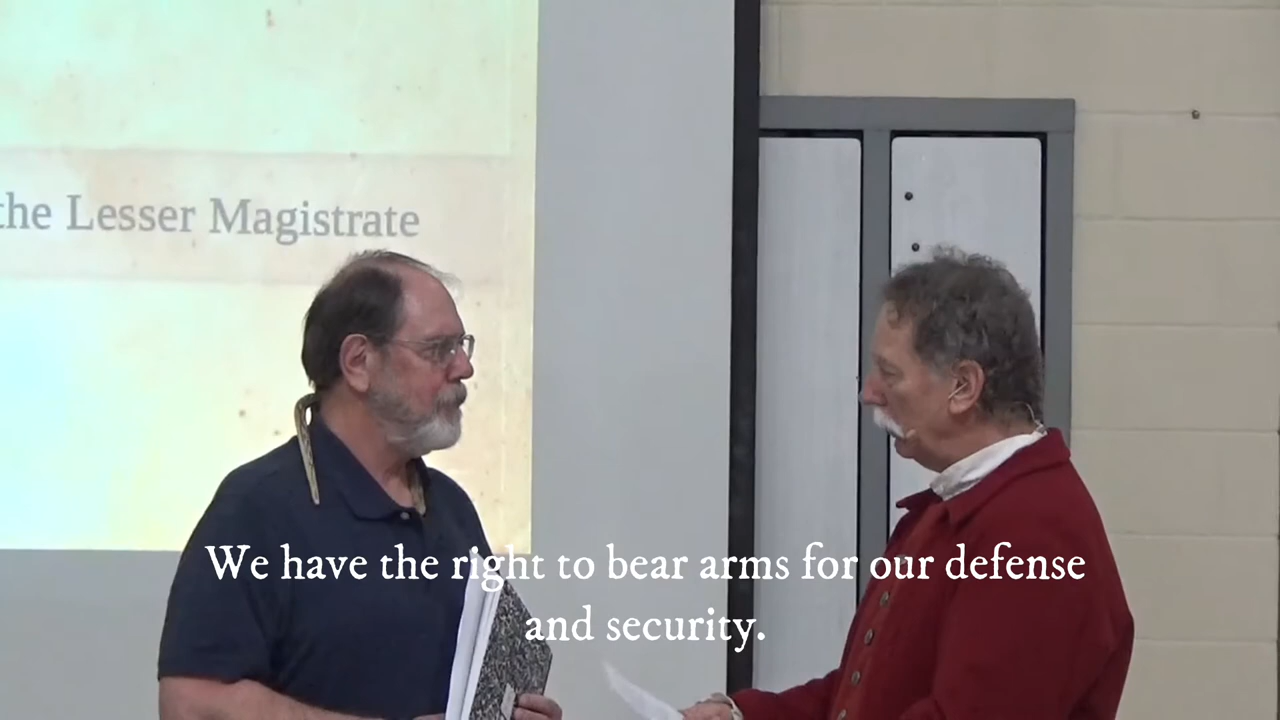 the Lesser Magistrate
We have the right to bear arms for our defense
and security.